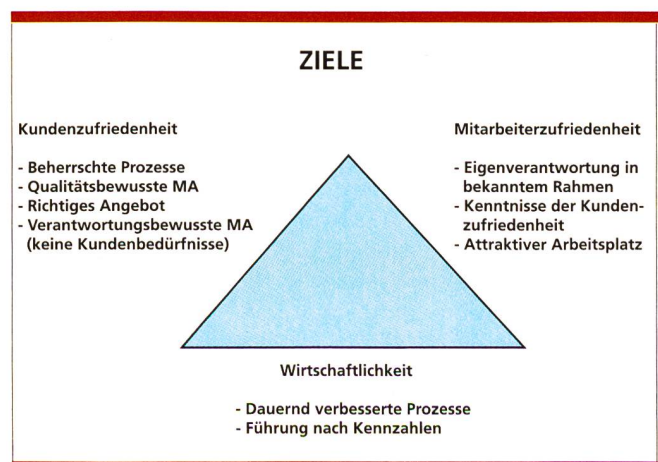 ZIELE
Kundenzufriedenheit
- Beherrschte Prozesse
- Qualitätsbewusste MA
- Richtiges Angebot
- Verantwortungsbewusste MA
(keine Kundenbedürfnisse)
Mitarbeiterzufriedenheit
- Eigenverantwortung in
bekanntem Rahmen
- Kenntnisse der Kunden-
zufriedenheit
- Attraktiver Arbeitsplatz
Wirtschaftlichkeit
- Dauernd verbesserte Prozesse
- Führung nach Kennzahlen